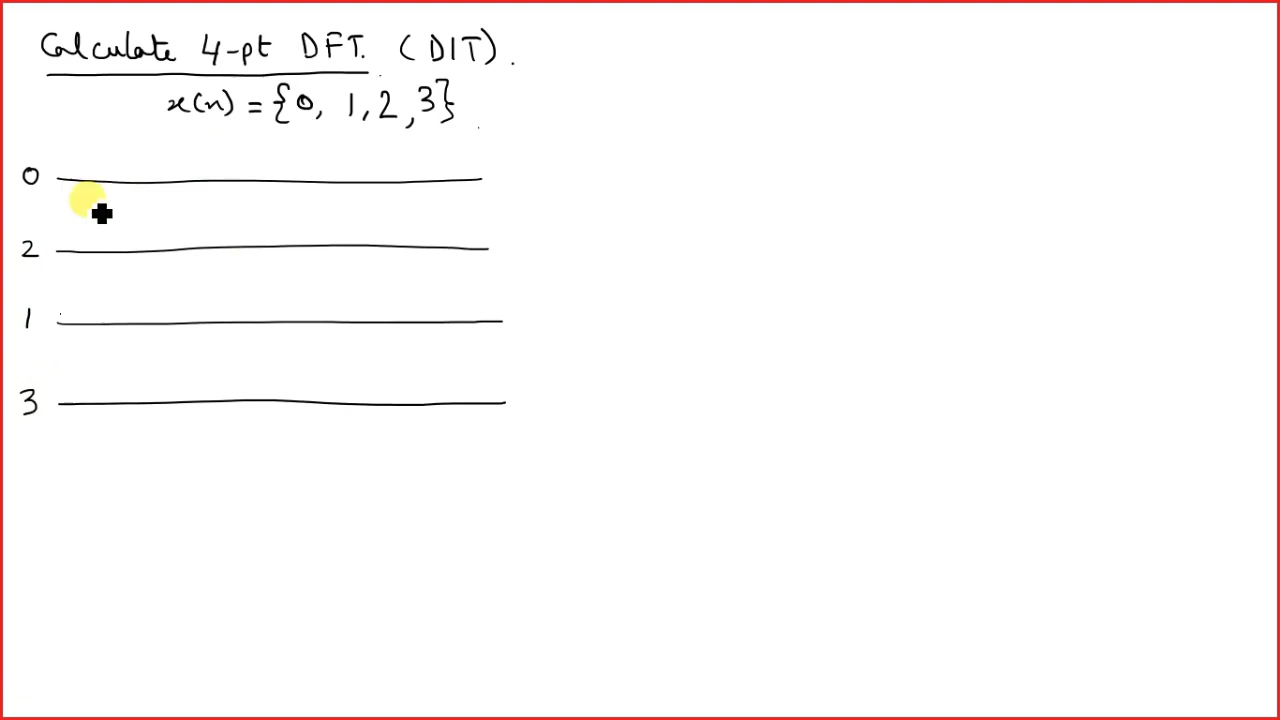 Calculate 4-pt DFT. (DIT).
x(n) = {0, 1, 2, 3}
0
2
1
3